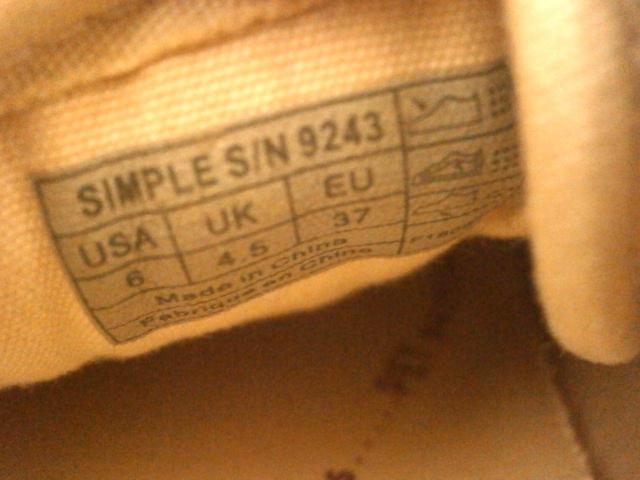 SIMPLE S/N 9243
USA UK EU
6 4.5 37
Made in China
Fabriqué en Chine